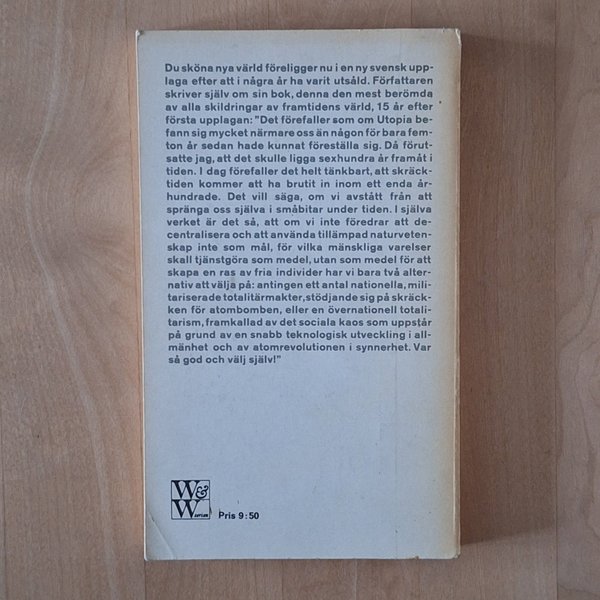 Du sköna nya värld föreligger nu i en ny svensk upp-
laga efter att i några år ha varit utsåld. Författaren
skriver själv om sin bok, denna den mest berömda
av alla skildringar av framtidens värld, 15 år efter
första upplagan: "Det förefaller som om Utopia be-
fann sig mycket närmare oss än någon för bara fem-
ton år sedan hade kunnat föreställa sig. Då förut-
satte jag, att det skulle ligga sexhundra år framåt i
tiden. I dag förefaller det helt tänkbart, att skräck-
tiden kommer att ha brutit in inom ett enda år-
hundrade. Det vill säga, om vi avstått från att
spränga oss själva i småbitar under tiden. I själva
verket är det så, att om vi inte föredrar att de-
centralisera och att använda tillämpad naturveten-
skap inte som mål, för vilka mänskliga varelser
skall tjänstgöra som medel, utan som medel för att
skapa en ras av fria individer har vi bara två alter-
nativ att välja på: antingen ett antal nationella, mili-
tariserade totalitärmakter, stödjande sig på skräck-
ken för atombomben, eller en övernationell totali-
tarism, framkallad av det sociala kaos som uppstår
på grund av en snabb teknologisk utveckling i all-
mänhet och av atomrevolutionen i synnerhet. Var
så god och välj själv!"
W&
W serien
Pris 9:50